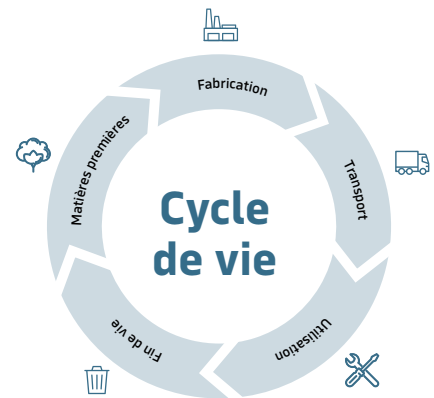 Fabrication
Matières premières
Transport
Cycle
de vie
Fin de vie
Utilisation